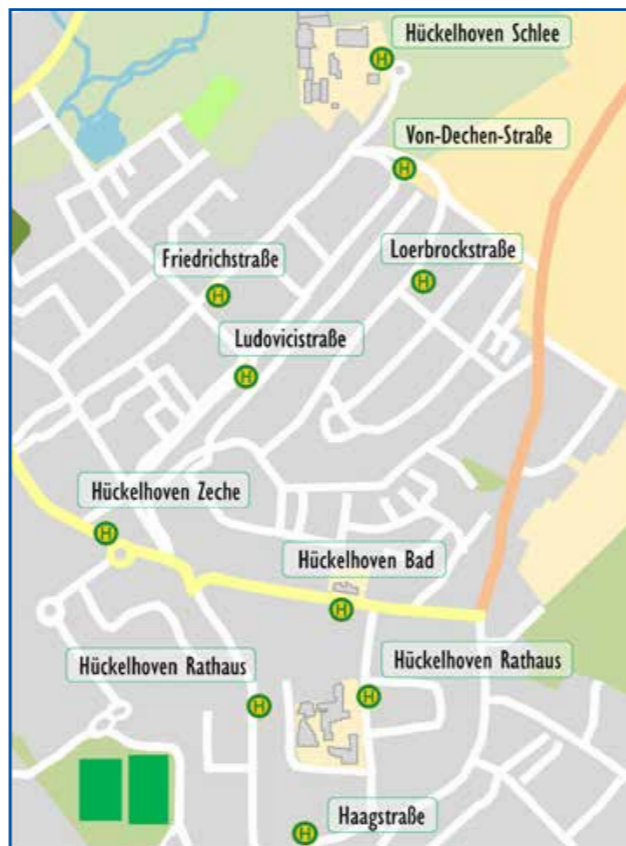 Hückelhoven Schlee
H
Von-Dechen-Straße
H
Loerbrockstraße
H
Friedrichstraße
H
Ludovicistraße
H
Hückelhoven Zeche
H
Hückelhoven Bad
H
Hückelhoven Rathaus
H
Hückelhoven Rathaus
H
Haagstraße
H